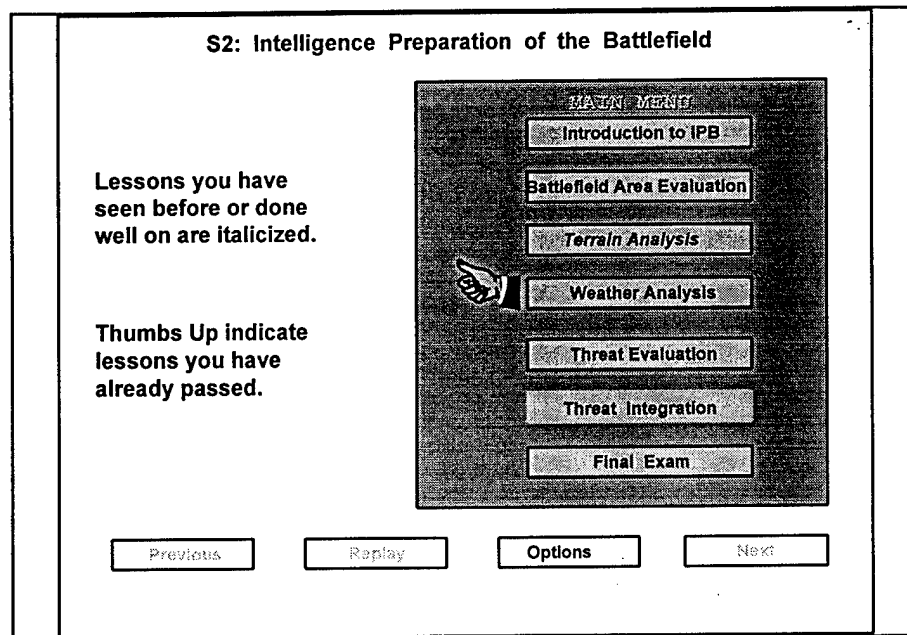 S2: Intelligence Preparation of the Battlefield
Lessons you have
seen before or done
well on are italicized.
Thumbs Up indicate
lessons you have
already passed.
MAIN MENU
Introduction to IPB
Battlefield Area Evaluation
Terrain Analysis
Weather Analysis
Threat Evaluation
Threat Integration
Final Exam
Previous
Replay
Options
Next